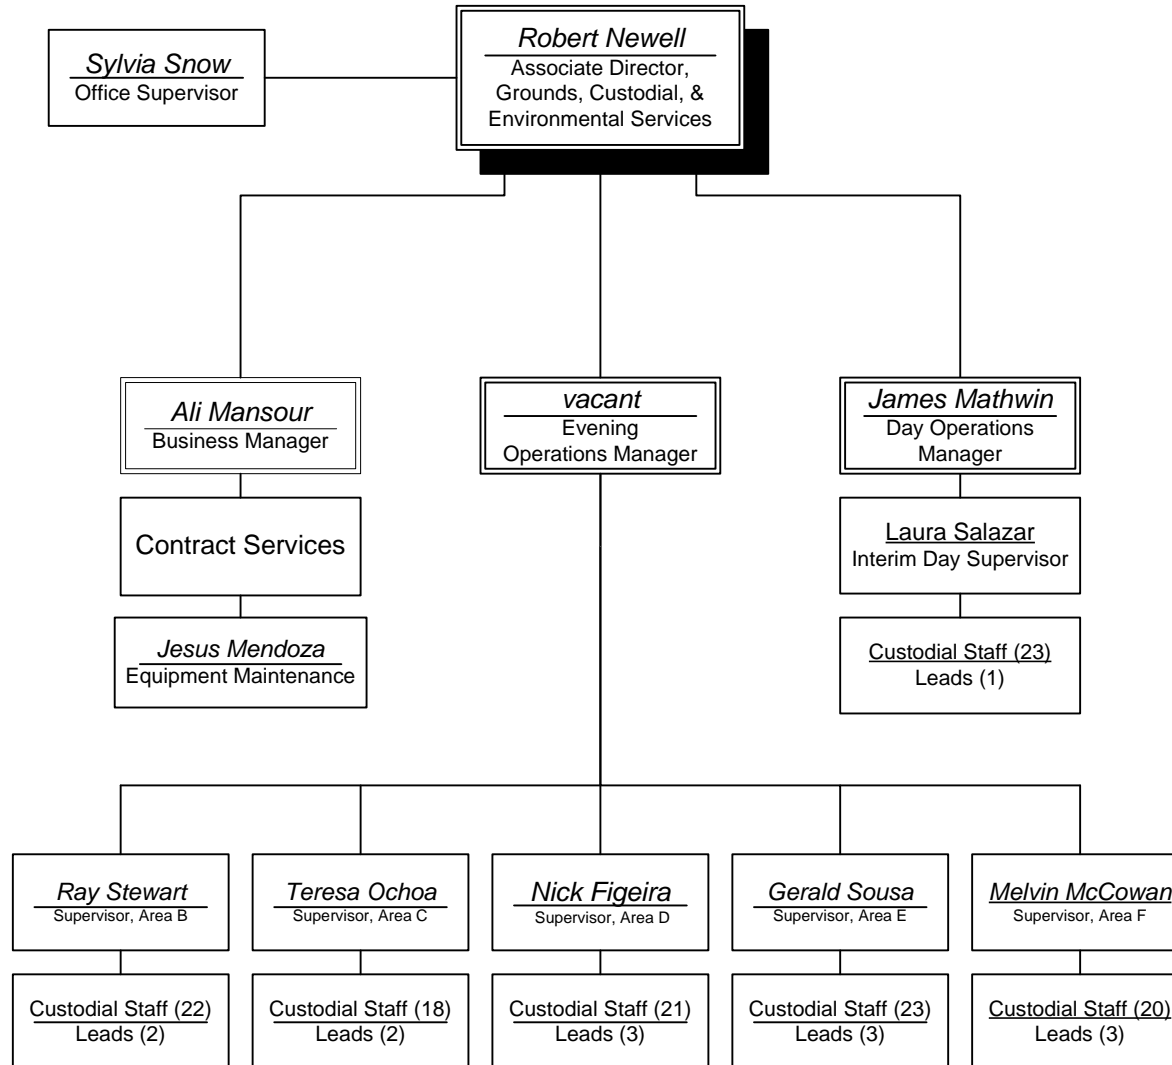 Sylvia Snow
Office Supervisor
Robert Newell
Associate Director,
Grounds, Custodial, &
Environmental Services
Ali Mansour
Business Manager
vacant
Evening
Operations Manager
James Mathwin
Day Operations
Manager
Contract Services
Laura Salazar
Interim Day Supervisor
Jesus Mendoza
Equipment Maintenance
Custodial Staff (23)
Leads (1)
Ray Stewart
Supervisor, Area B
Teresa Ochoa
Supervisor, Area C
Nick Figeira
Supervisor, Area D
Gerald Sousa
Supervisor, Area E
Melvin McCowan
Supervisor, Area F
Custodial Staff (22)
Leads (2)
Custodial Staff (18)
Leads (2)
Custodial Staff (21)
Leads (3)
Custodial Staff (23)
Leads (3)
Custodial Staff (20)
Leads (3)